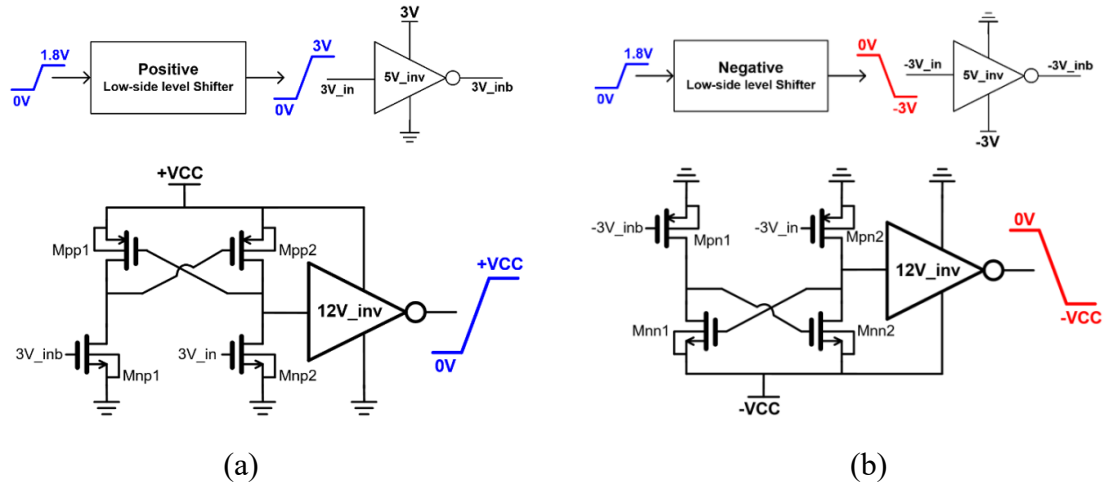 1.8V
0V
Positive
Low-side level Shifter
3V
0V
3V
3V_in
5V_inv
3V_inb
+VCC
Mpp1
Mpp2
12V_inv
3V_inb
Mnp1
3V_in
Mnp2
+VCC
0V
(a)
1.8V
0V
Negative
Low-side level Shifter
0V
-3V
-3V_in
5V_inv
-3V_inb
-3V
-3V_inb
Mpn1
-3V_in
Mpn2
12V_inv
Mnn1
Mnn2
-VCC
0V
-VCC
(b)